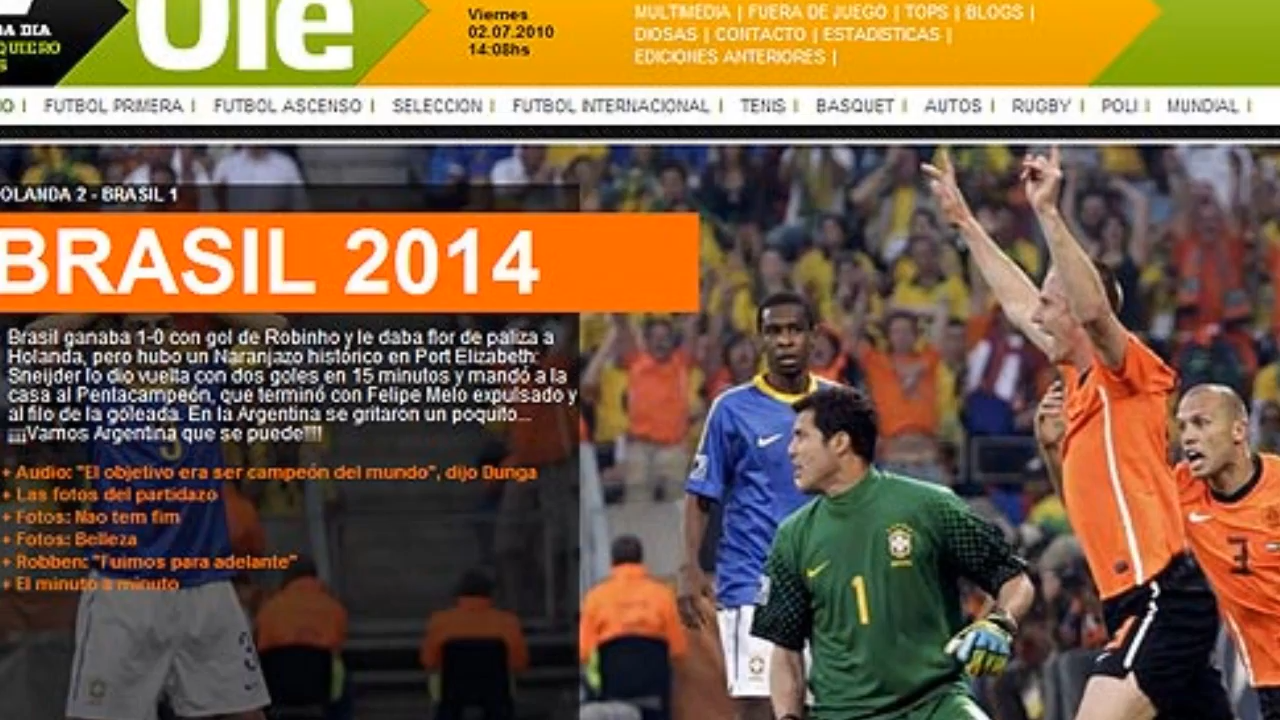 A DIA
QUIERO
S
Olé
Viernes
02.07.2010
14:08hs
MULTIMEDIA | FUERA DE JUEGO | TOPS | BLOGS |
DIOSAS | CONTACTO | ESTADISTICAS |
EDICIONES ANTERIORES |
IO | FUTBOL PRIMERA | FUTBOL ASCENSO | SELECCION | FUTBOL INTERNACIONAL | TENIS | BASQUET | AUTOS | RUGBY | POLI | MUNDIAL |
OLANDA 2 - BRASIL 1
BRASIL 2014
Brasil ganaba 1-0 con gol de Robinho y le daba flor de paliza a
Holanda, pero hubo un Naranjazo histórico en Port Elizabeth:
Sneijder lo dio vuelta con dos goles en 15 minutos y mandó a la
casa al Pentacampeón, que terminó con Felipe Melo expulsado y
al filo de la goleada. En la Argentina se gritaron un poquito...
¡¡¡Vamos Argentina que se puede!!!
+ Audio: "El objetivo era ser campeón del mundo", dijo Dunga
+ Las fotos del partidazo
+ Fotos: Nao tem fim
+ Fotos: Belleza
+ Robben: "Fuimos para adelante"
+ El minuto a minuto
1
3
3